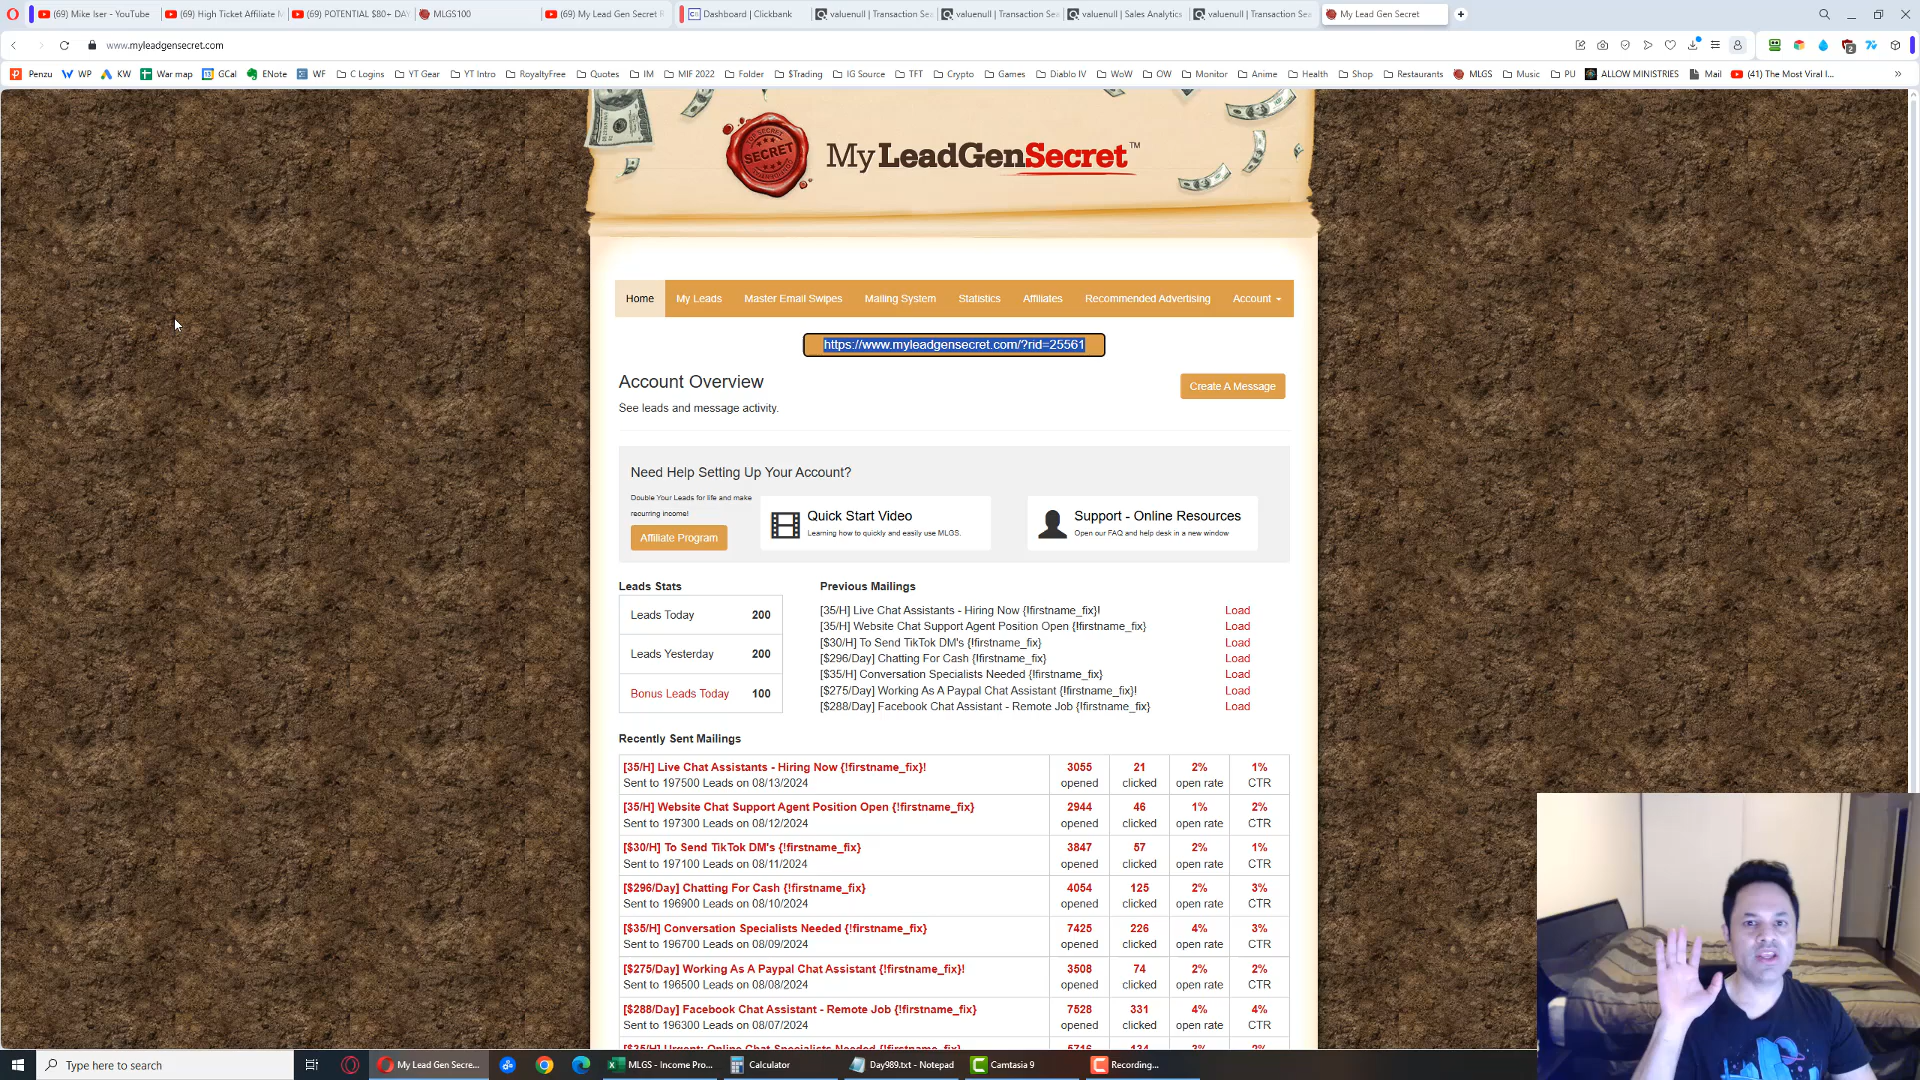 (69) Mike Iser - YouTube
(69) High Ticket Affiliate M
(69) POTENTIAL $80+ DA
MLGS100
(69) My Lead Gen Secret R
Dashboard | Clickbank
valuenull | Transaction Sea
valuenull | Transaction Sea
valuenull | Sales Analytics
valuenull | Transaction Sea
My Lead Gen Secret
www.myleadgensecret.com
2
Penzu
WP
KW
War map
GCal
ENote
WF
C Logins
YT Gear
YT Intro
RoyaltyFree
Quotes
IM
MIF 2022
Folder
$Trading
IG Source
TFT
Crypto
Games
Diablo IV
WoW
OW
Monitor
Anime
Health
Shop
Restaurants
MLGS
Music
PU
ALLOW MINISTRIES
Mail
(41) The Most Viral I...
SECRET
MyLeadGenSecret™
Home
My Leads
Master Email Swipes
Mailing System
Statistics
Affiliates
Recommended Advertising
Account
https://www.myleadgensecret.com/?rid=25561
Account Overview
Create A Message
See leads and message activity.
Need Help Setting Up Your Account?
Double Your Leads for life and make
recurring income!
Affiliate Program
Quick Start Video
Learning how to quickly and easily use MLGS.
Support - Online Resources
Open our FAQ and help desk in a new window
Leads Stats
Leads Today 200
Leads Yesterday 200
Bonus Leads Today 100
Previous Mailings
[35/H] Live Chat Assistants - Hiring Now {!firstname_fix}! Load
[35/H] Website Chat Support Agent Position Open {!firstname_fix} Load
[$30/H] To Send TikTok DM's {!firstname_fix} Load
[$296/Day] Chatting For Cash {!firstname_fix} Load
[$35/H] Conversation Specialists Needed {!firstname_fix} Load
[$275/Day] Working As A Paypal Chat Assistant {!firstname_fix}! Load
[$288/Day] Facebook Chat Assistant - Remote Job {!firstname_fix} Load
Recently Sent Mailings
[35/H] Live Chat Assistants - Hiring Now {!firstname_fix}! 3055 21 2% 1%
Sent to 197500 Leads on 08/13/2024 opened clicked open rate CTR
[35/H] Website Chat Support Agent Position Open {!firstname_fix} 2944 46 1% 2%
Sent to 197300 Leads on 08/12/2024 opened clicked open rate CTR
[$30/H] To Send TikTok DM's {!firstname_fix} 3847 57 2% 1%
Sent to 197100 Leads on 08/11/2024 opened clicked open rate CTR
[$296/Day] Chatting For Cash {!firstname_fix} 4054 125 2% 3%
Sent to 196900 Leads on 08/10/2024 opened clicked open rate CTR
[$35/H] Conversation Specialists Needed {!firstname_fix} 7425 226 4% 3%
Sent to 196700 Leads on 08/09/2024 opened clicked open rate CTR
[$275/Day] Working As A Paypal Chat Assistant {!firstname_fix}! 3508 74 2% 2%
Sent to 196500 Leads on 08/08/2024 opened clicked open rate CTR
[$288/Day] Facebook Chat Assistant - Remote Job {!firstname_fix} 7528 331 4% 4%
Sent to 196300 Leads on 08/07/2024 opened clicked open rate CTR
Type here to search
My Lead Gen Secre...
MLGS - Income Pro...
Calculator
Day989.txt - Notepad
Camtasia 9
Recording...